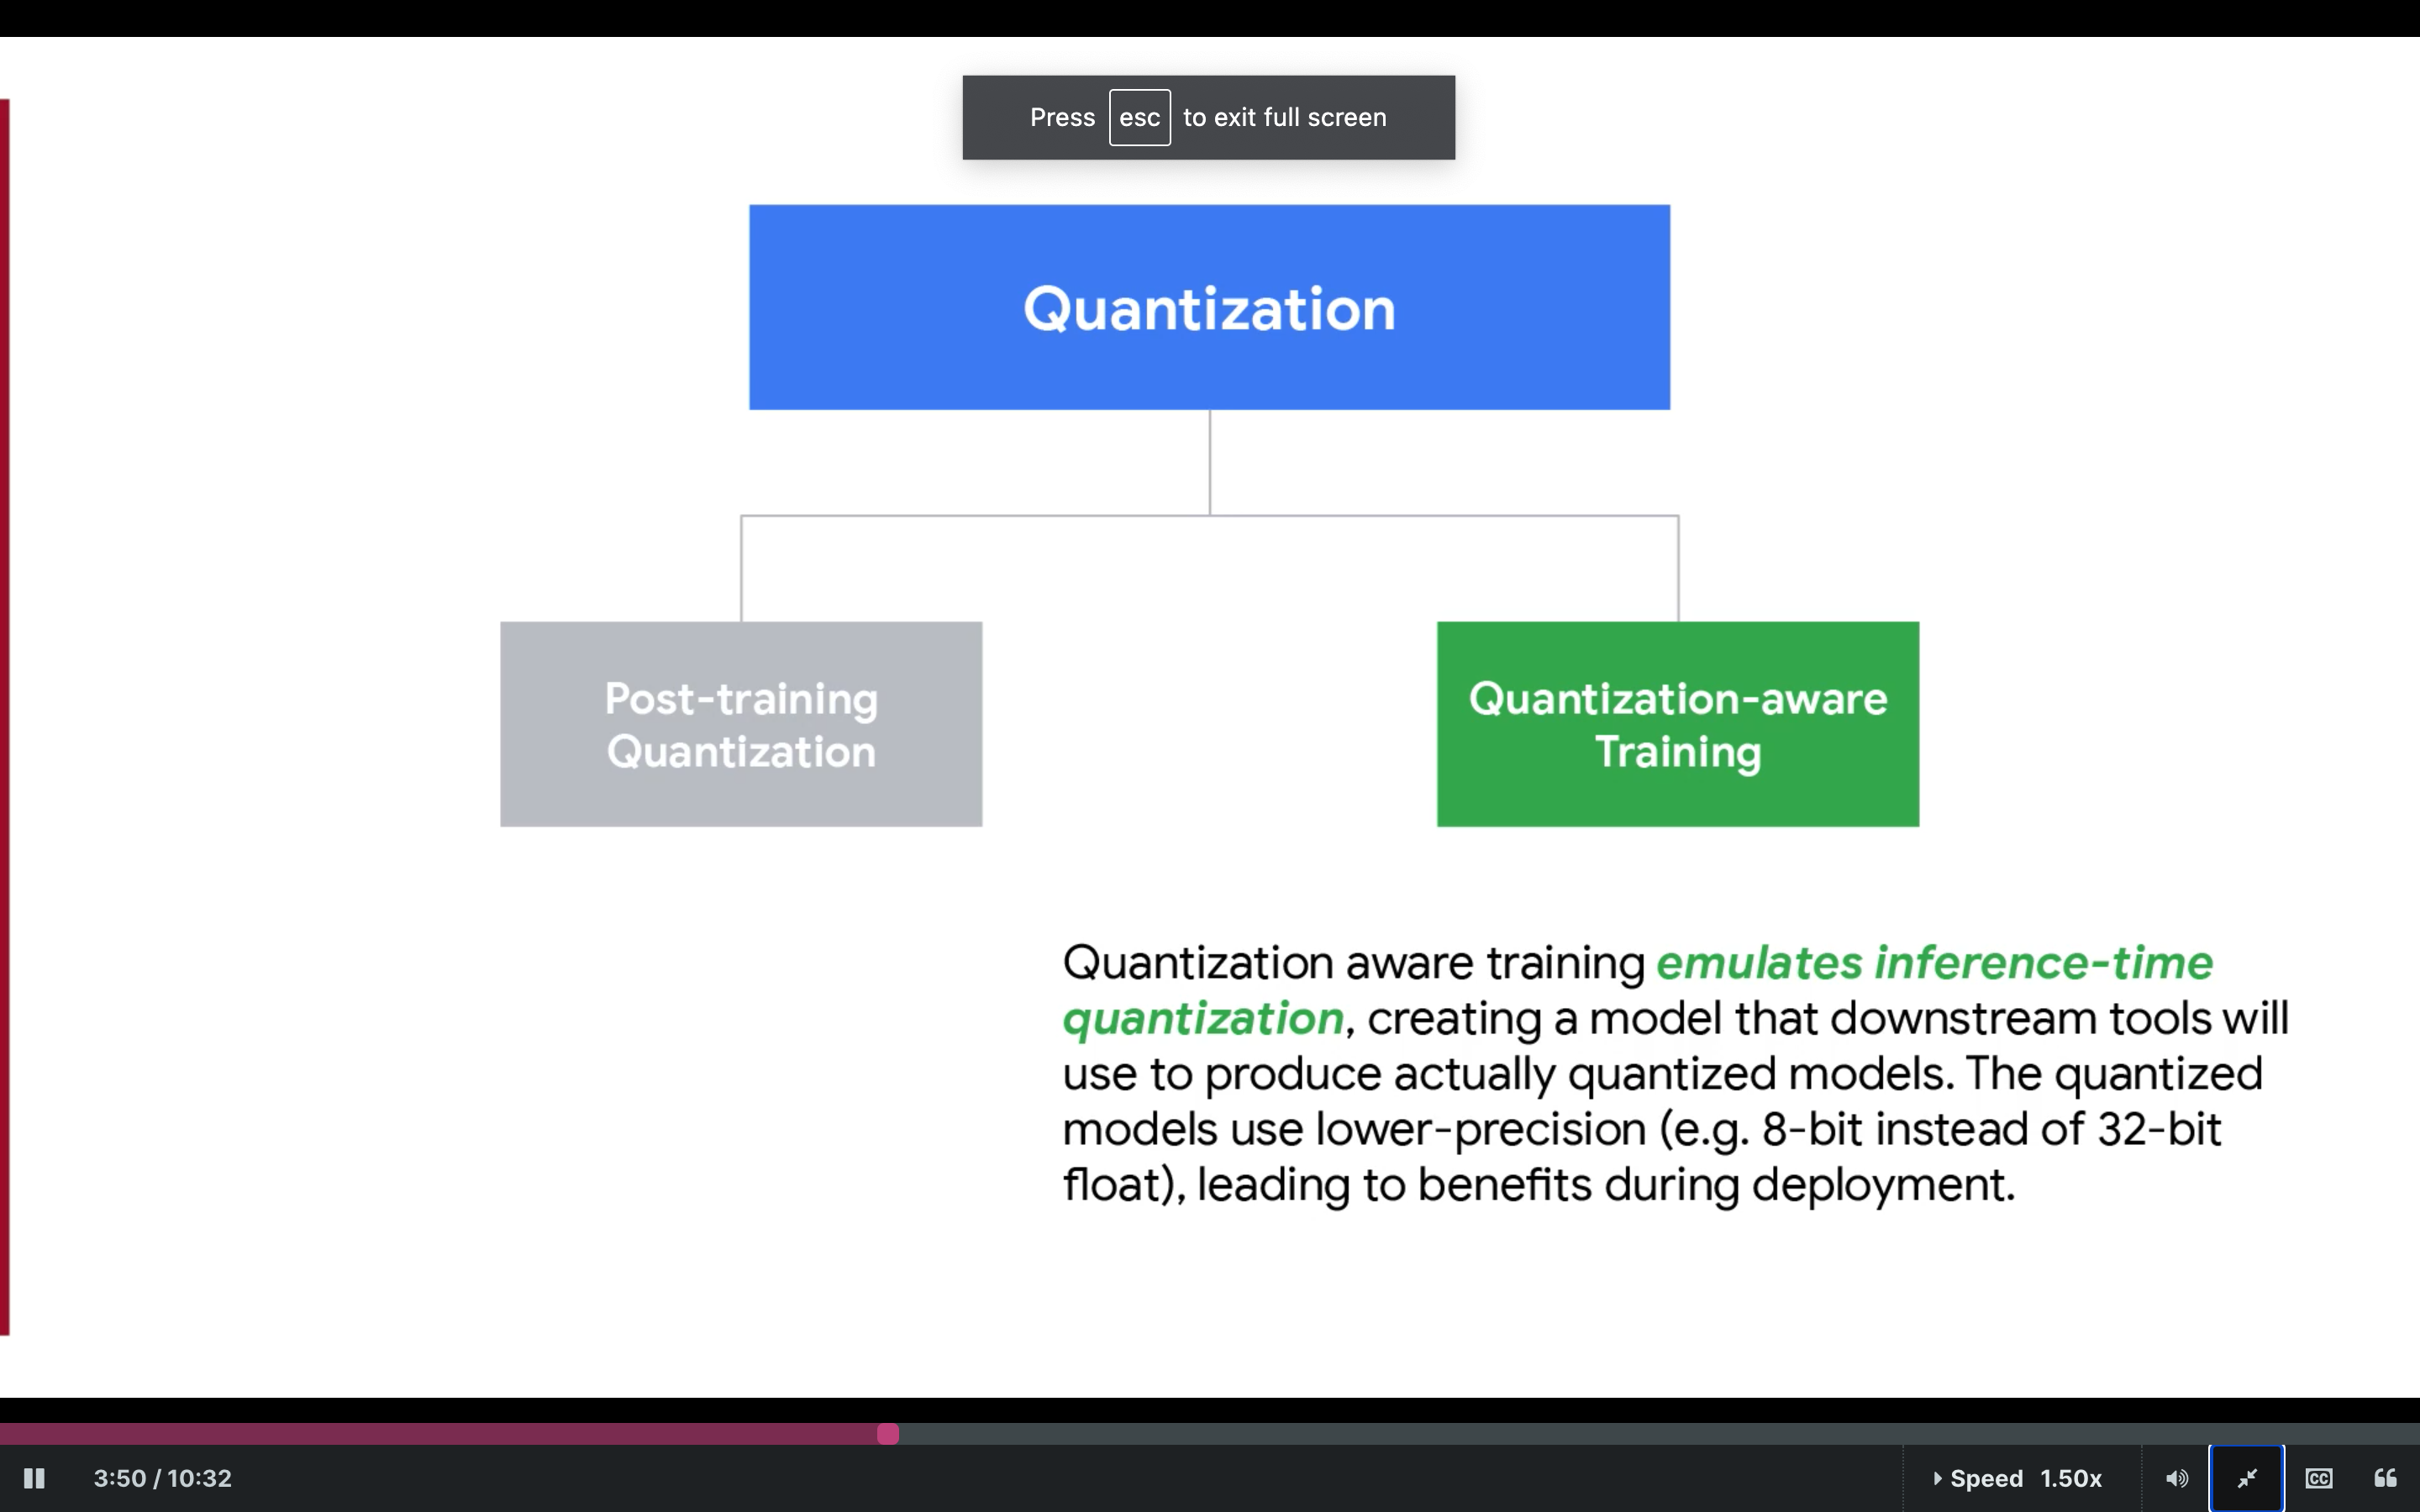 Press esc to exit full screen
Quantization
Post-training
Quantization
Quantization-aware
Training
Quantization aware training emulates inference-time
quantization, creating a model that downstream tools will
use to produce actually quantized models. The quantized
models use lower-precision (e.g. 8-bit instead of 32-bit
float), leading to benefits during deployment.
3:50 / 10:32
Speed 1.50x
CC